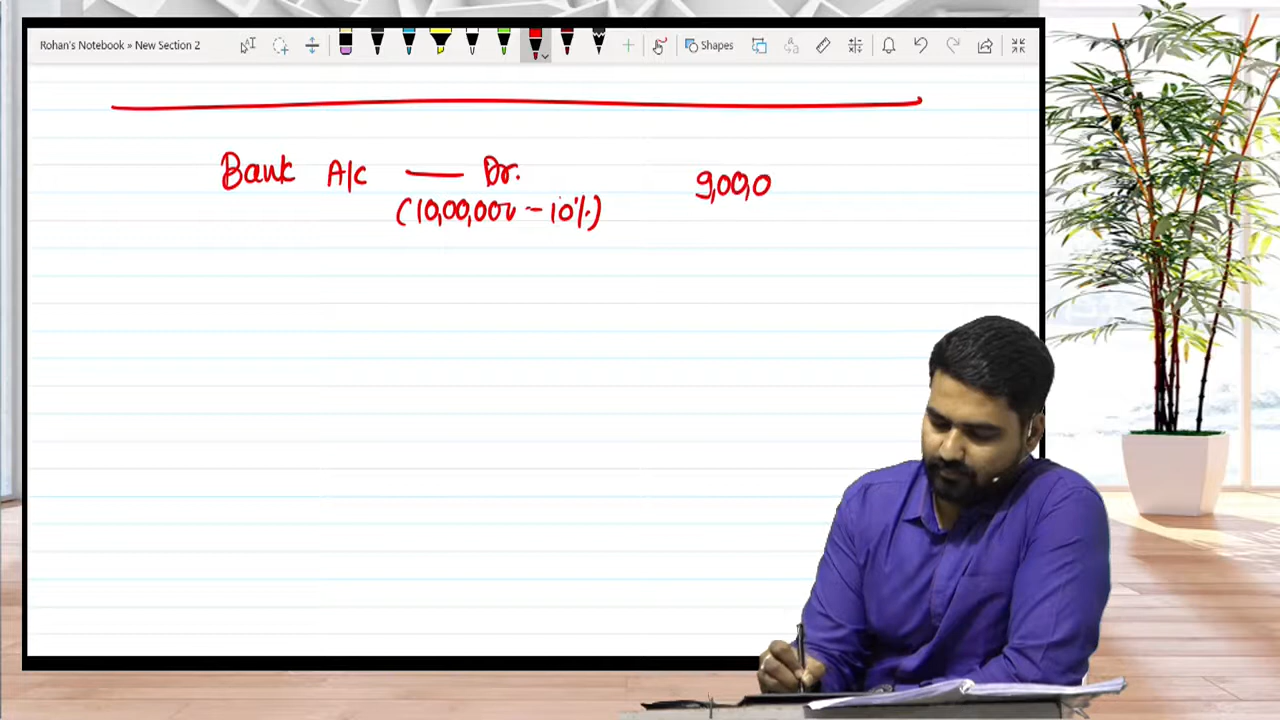 Rohan's Notebook » New Section 2
Shapes
Bank A/c —— Dr. 9,00,0
(10,00,000 - 10%)